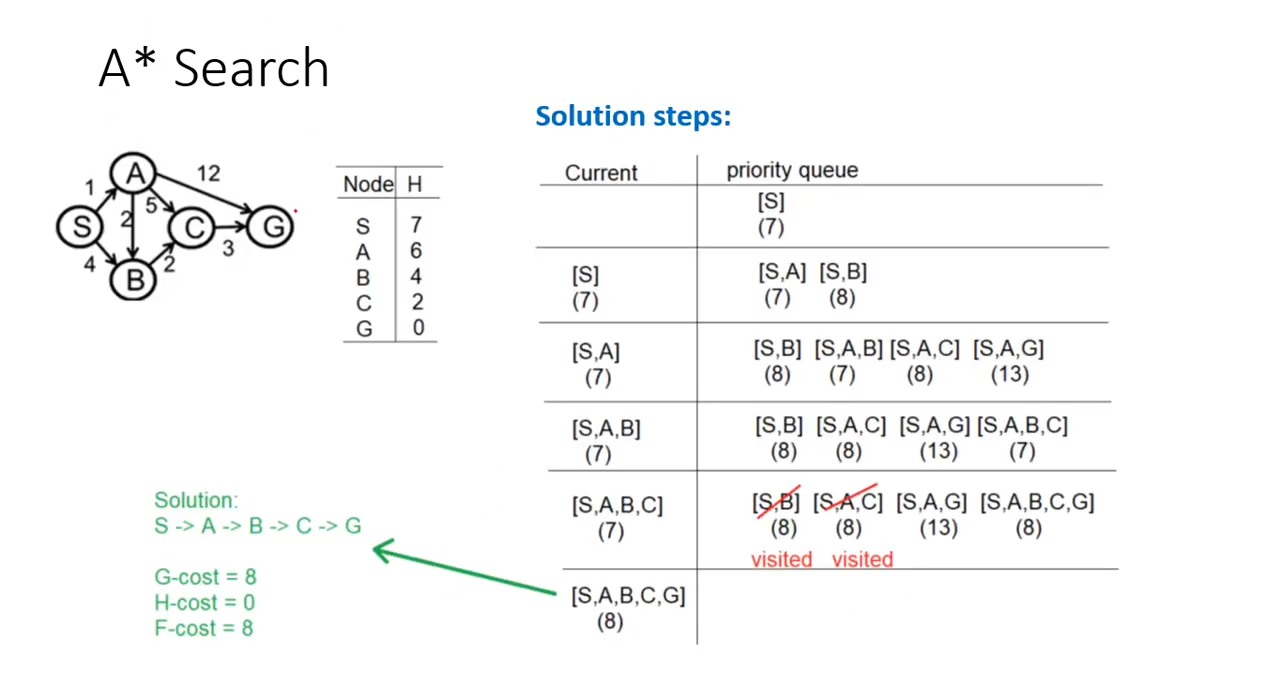 A* Search
Solution steps:
1
A
12
S
2
5
C
G
4
B
2
3
Node H
S 7
A 6
B 4
C 2
G 0
Current priority queue
[S]
(7)
[S] [S,A] [S,B]
(7) (7) (8)
[S,A] [S,B] [S,A,B] [S,A,C] [S,A,G]
(7) (8) (7) (8) (13)
[S,A,B] [S,B] [S,A,C] [S,A,G] [S,A,B,C]
(7) (8) (8) (13) (7)
[S,A,B,C] [S,B] [S,A,C] [S,A,G] [S,A,B,C,G]
(7) (8) (8) (13) (8)
visited visited
[S,A,B,C,G]
(8)
Solution:
S -> A -> B -> C -> G
G-cost = 8
H-cost = 0
F-cost = 8